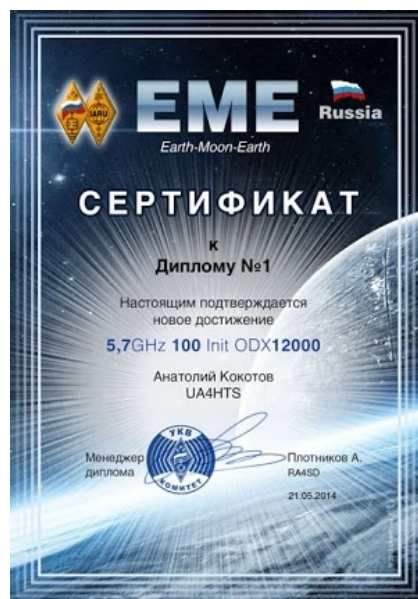 IARU
EME
Russia
Earth-Moon-Earth
СЕРТИФИКАТ
к
Диплому №1
Настоящим подтверждается
новое достижение
5,7GHz 100 Init ODX12000
Анатолий Кокотов
UA4HTS
УКВ
КОМИТЕТ
Менеджер
диплома
Плотников А.
RA4SD
21.05.2014